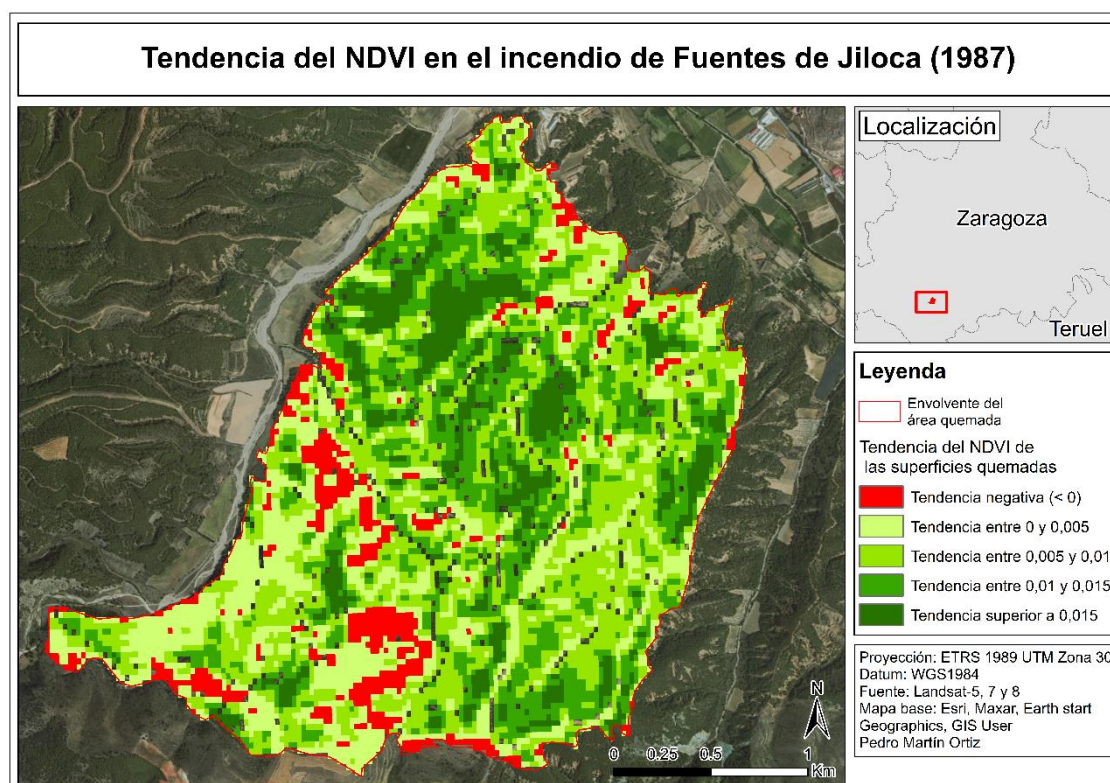 Tendencia del NDVI en el incendio de Fuentes de Jiloca (1987)
Localización
Zaragoza
Teruel
Leyenda
Envolvente del
área quemada
Tendencia del NDVI de
las superficies quemadas
Tendencia negativa (< 0)
Tendencia entre 0 y 0,005
Tendencia entre 0,005 y 0,01
Tendencia entre 0,01 y 0,015
Tendencia superior a 0,015
Proyección: ETRS 1989 UTM Zona 30
Datum: WGS1984
Fuente: Landsat-5, 7 y 8
Mapa base: Esri, Maxar, Earth start
Geographics, GIS User
Pedro Martín Ortiz
N
0 0.25 0.5 1
Km